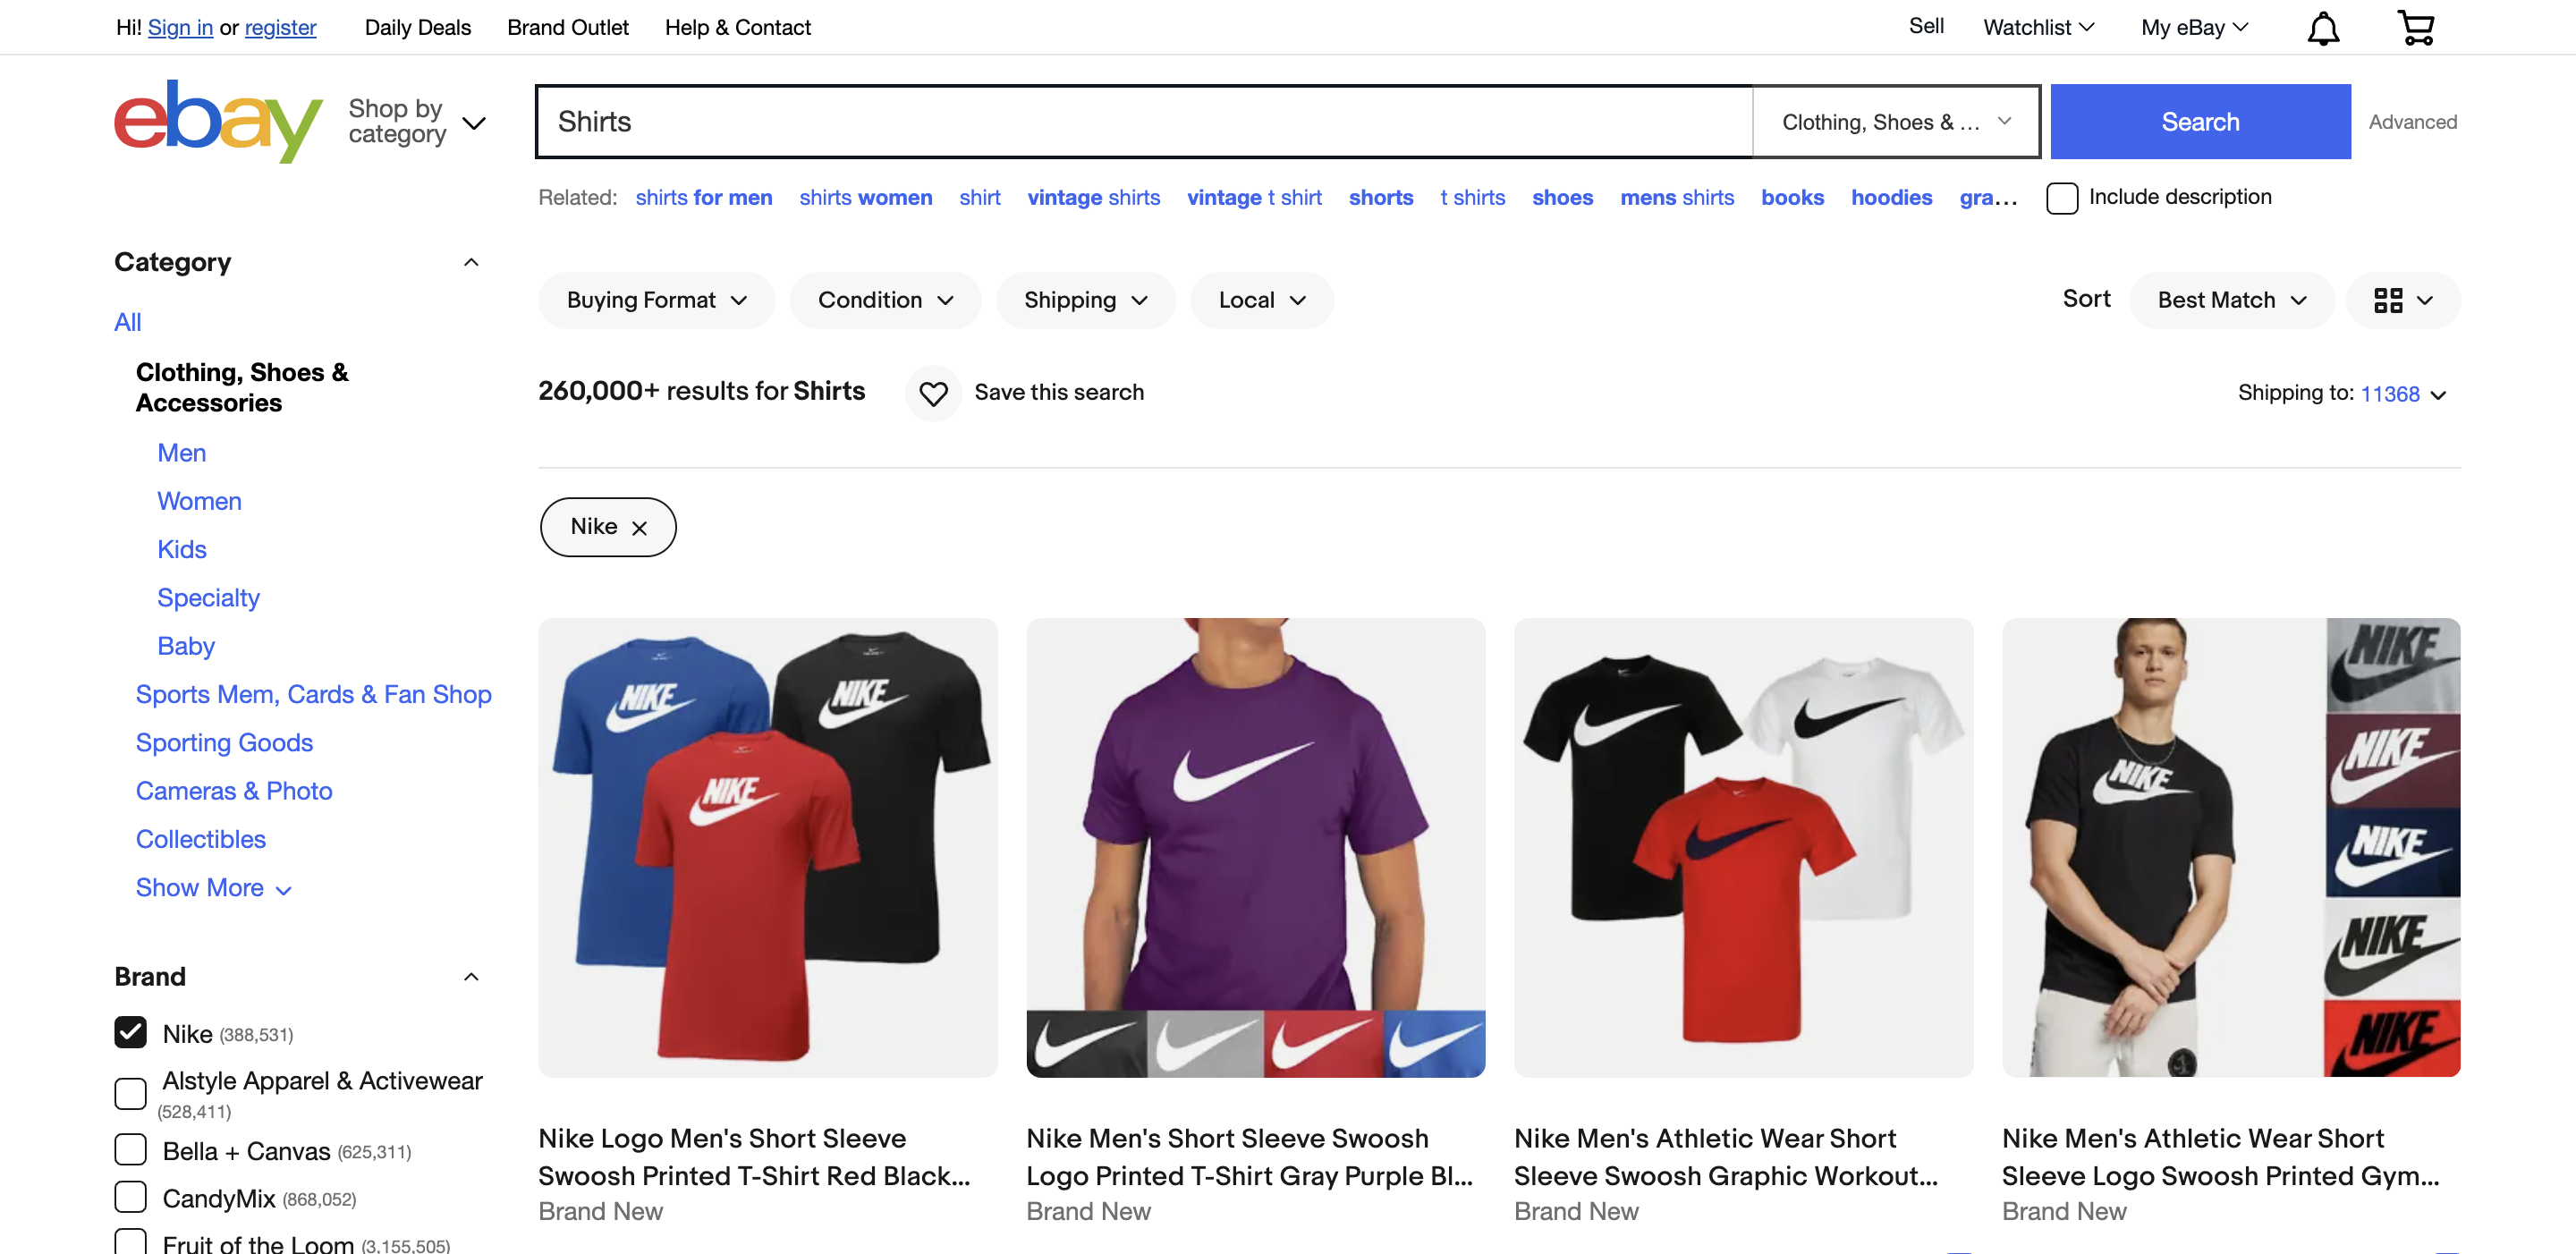 Hi! Sign in or register Daily Deals Brand Outlet Help & Contact Sell Watchlist My eBay
ebay Shop by category Shirts Clothing, Shoes & ... Search Advanced
Related: shirts for men shirts women shirt vintage shirts vintage t shirt shorts t shirts shoes mens shirts books hoodies gra... Include description
Category
All
Clothing, Shoes &
Accessories
Men
Women
Kids
Specialty
Baby
Sports Mem, Cards & Fan Shop
Sporting Goods
Cameras & Photo
Collectibles
Show More
Brand
Nike (388,531)
Alstyle Apparel & Activewear
(528,411)
Bella + Canvas (625,311)
CandyMix (868,052)
Fruit of the Loom (3,155,505)
Buying Format Condition Shipping Local Sort Best Match
260,000+ results for Shirts Save this search Shipping to: 11368
Nike
NIKE
NIKE
NIKE
NIKE
NIKE
NIKE
NIKE
NIKE
NIKE
Nike Logo Men's Short Sleeve
Swoosh Printed T-Shirt Red Black...
Brand New
Nike Men's Short Sleeve Swoosh
Logo Printed T-Shirt Gray Purple Bl...
Brand New
Nike Men's Athletic Wear Short
Sleeve Swoosh Graphic Workout...
Brand New
Nike Men's Athletic Wear Short
Sleeve Logo Swoosh Printed Gym...
Brand New